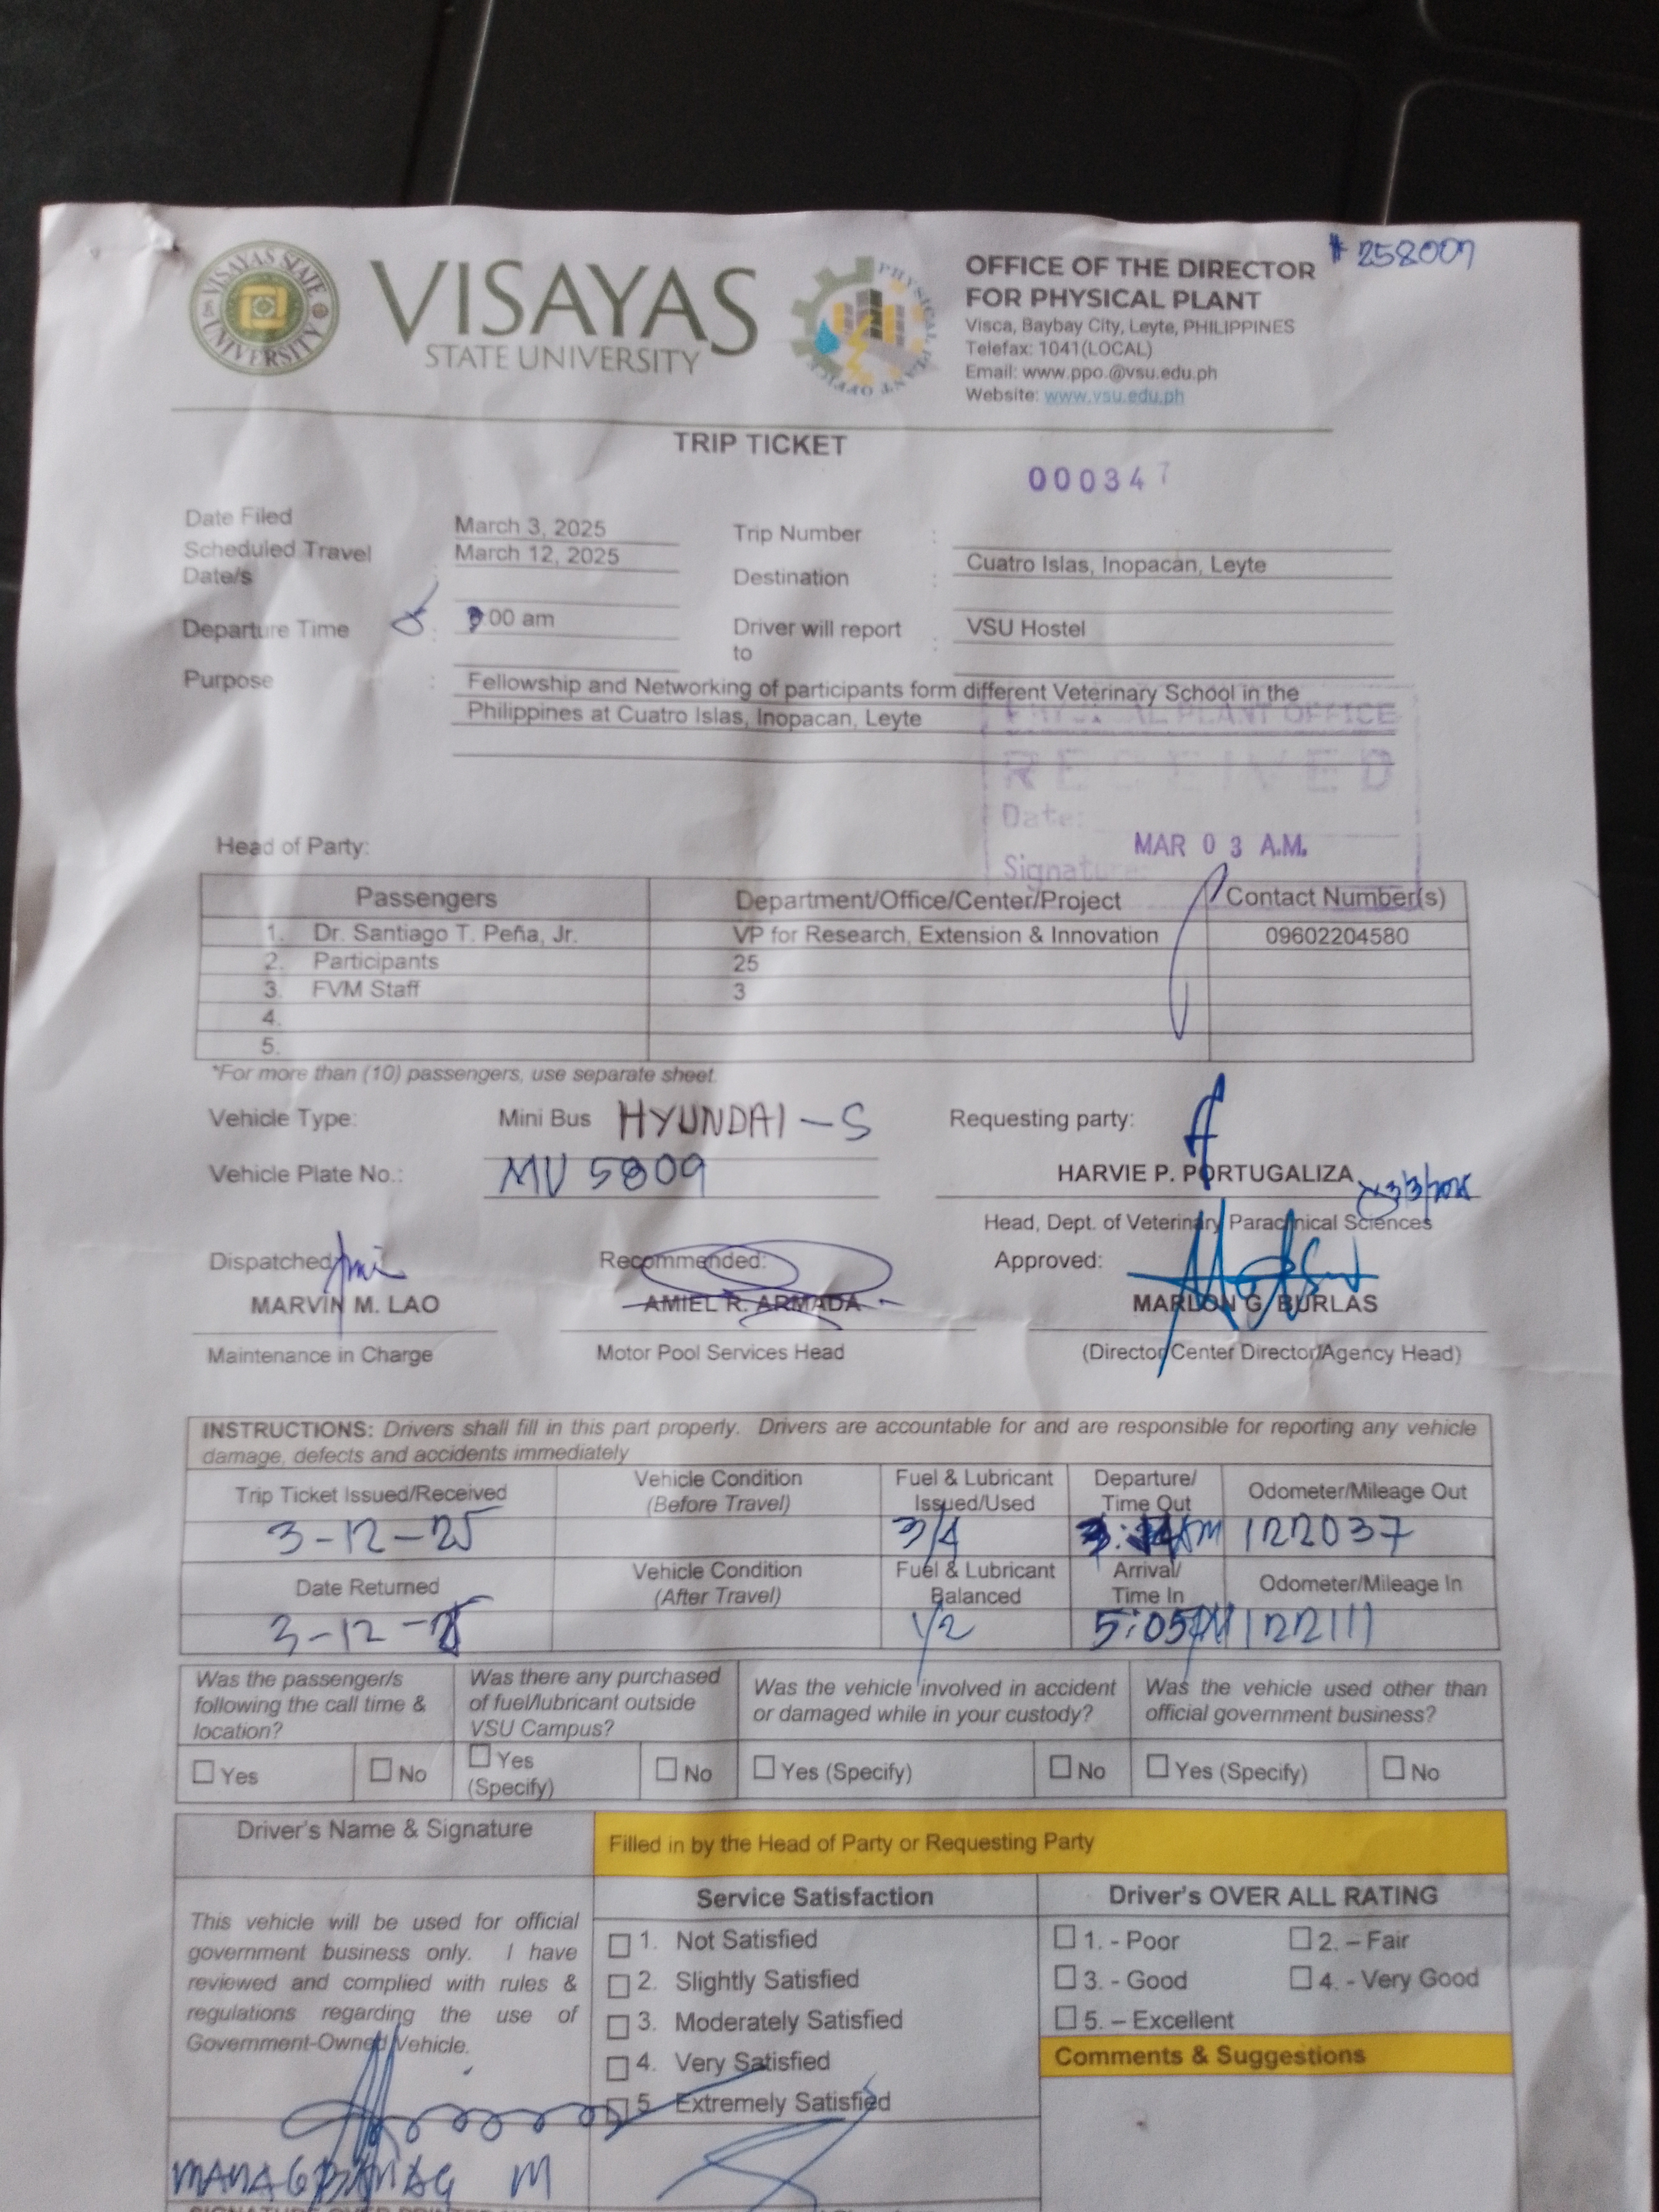 # 258009
VISAYAS STATE UNIVERSITY
VISAYAS
STATE UNIVERSITY
OFFICE OF THE DIRECTOR
FOR PHYSICAL PLANT
Visca, Baybay City, Leyte, PHILIPPINES
Telefax: 1041(LOCAL)
Email: www.ppo.@vsu.edu.ph
Website: www.vsu.edu.ph
TRIP TICKET
000347
Date Filed March 3, 2025 Trip Number :
Scheduled Travel Date/s : March 12, 2025 Destination : Cuatro Islas, Inopacan, Leyte
Departure Time : :00 am Driver will report to : VSU Hostel
Purpose : Fellowship and Networking of participants form different Veterinary School in the
Philippines at Cuatro Islas, Inopacan, Leyte
PHYSICAL PLANT OFFICE
RECEIVED
Date:
MAR 03 A.M.
Signature
Head of Party:
Passengers Department/Office/Center/Project Contact Number(s)
1. Dr. Santiago T. Peña, Jr. VP for Research, Extension & Innovation 09602204580
2. Participants 25
3. FVM Staff 3
4.
5.
*For more than (10) passengers, use separate sheet.
Vehicle Type: Mini Bus HYUNDAI - S Requesting party:
Vehicle Plate No.: MV 5809 HARVIE P. PORTUGALIZA
Head, Dept. of Veterinary Paraclinical Sciences
Dispatched Recommended: Approved:
MARVIN M. LAO AMIEL R. ARMADA MARLON G. BURLAS
Maintenance in Charge Motor Pool Services Head (Director/Center Director/Agency Head)
INSTRUCTIONS: Drivers shall fill in this part properly. Drivers are accountable for and are responsible for reporting any vehicle
damage, defects and accidents immediately
Trip Ticket Issued/Received Vehicle Condition (Before Travel) Fuel & Lubricant Issued/Used Departure/ Time Out Odometer/Mileage Out
3-12-25 3/4 122037
Date Returned Vehicle Condition (After Travel) Fuel & Lubricant Balanced Arrival/ Time In Odometer/Mileage In
3-12-25 1/2 5:05PM 122111
Was the passenger/s following the call time & location?
Was there any purchased of fuel/lubricant outside VSU Campus?
Was the vehicle involved in accident or damaged while in your custody?
Was the vehicle used other than official government business?
Yes No Yes (Specify) No Yes (Specify) No Yes (Specify) No
Driver's Name & Signature Filled in by the Head of Party or Requesting Party
Service Satisfaction Driver's OVER ALL RATING
This vehicle will be used for official
government business only. I have
reviewed and complied with rules &
regulations regarding the use of
Government-Owned Vehicle.
1. Not Satisfied
2. Slightly Satisfied
3. Moderately Satisfied
4. Very Satisfied
5. Extremely Satisfied
1. - Poor 2. – Fair
3. - Good 4. - Very Good
5. – Excellent
Comments & Suggestions